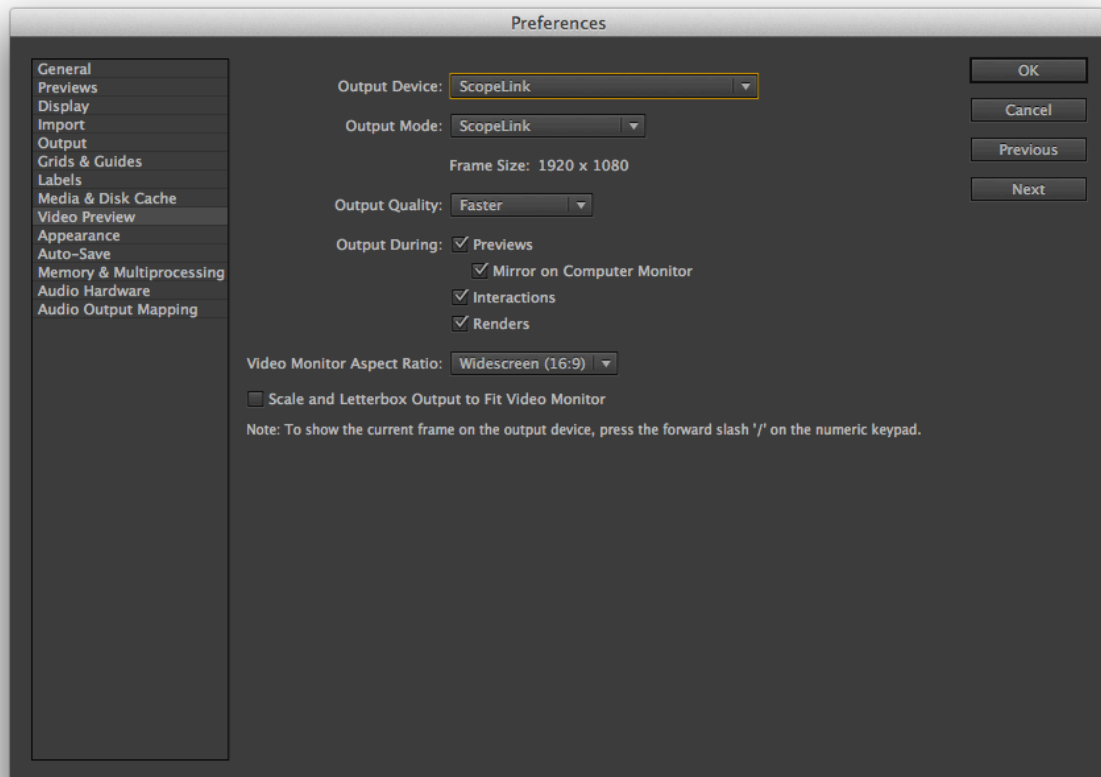 Preferences
General
Previews
Display
Import
Output
Grids & Guides
Labels
Media & Disk Cache
Video Preview
Appearance
Auto-Save
Memory & Multiprocessing
Audio Hardware
Audio Output Mapping
Output Device: ScopeLink
Output Mode: ScopeLink
Frame Size: 1920 x 1080
Output Quality: Faster
Output During: Previews
Mirror on Computer Monitor
Interactions
Renders
Video Monitor Aspect Ratio: Widescreen (16:9)
Scale and Letterbox Output to Fit Video Monitor
Note: To show the current frame on the output device, press the forward slash '/' on the numeric keypad.
OK
Cancel
Previous
Next